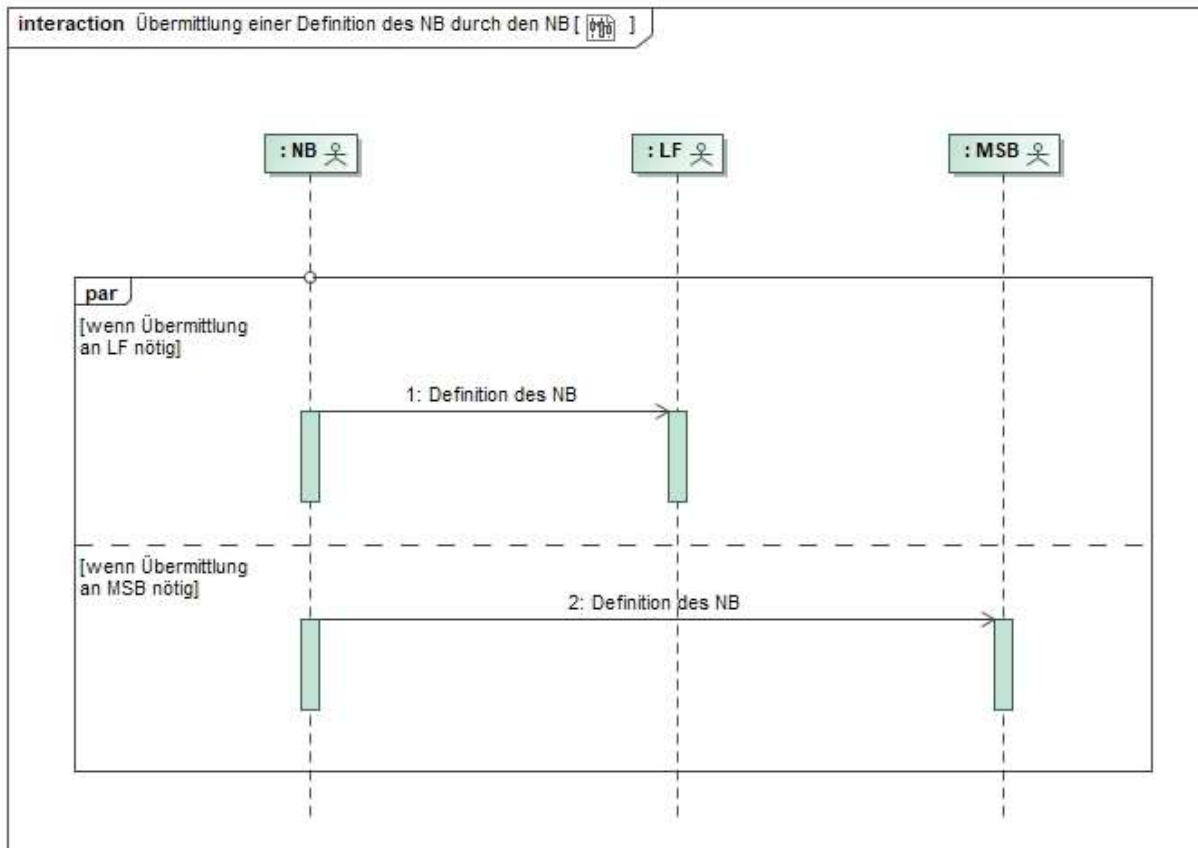 interaction Übermittlung einer Definition des NB durch den NB [ ]
: NB
: LF
: MSB
par
[wenn Übermittlung
an LF nötig]
1: Definition des NB
[wenn Übermittlung
an MSB nötig]
2: Definition des NB